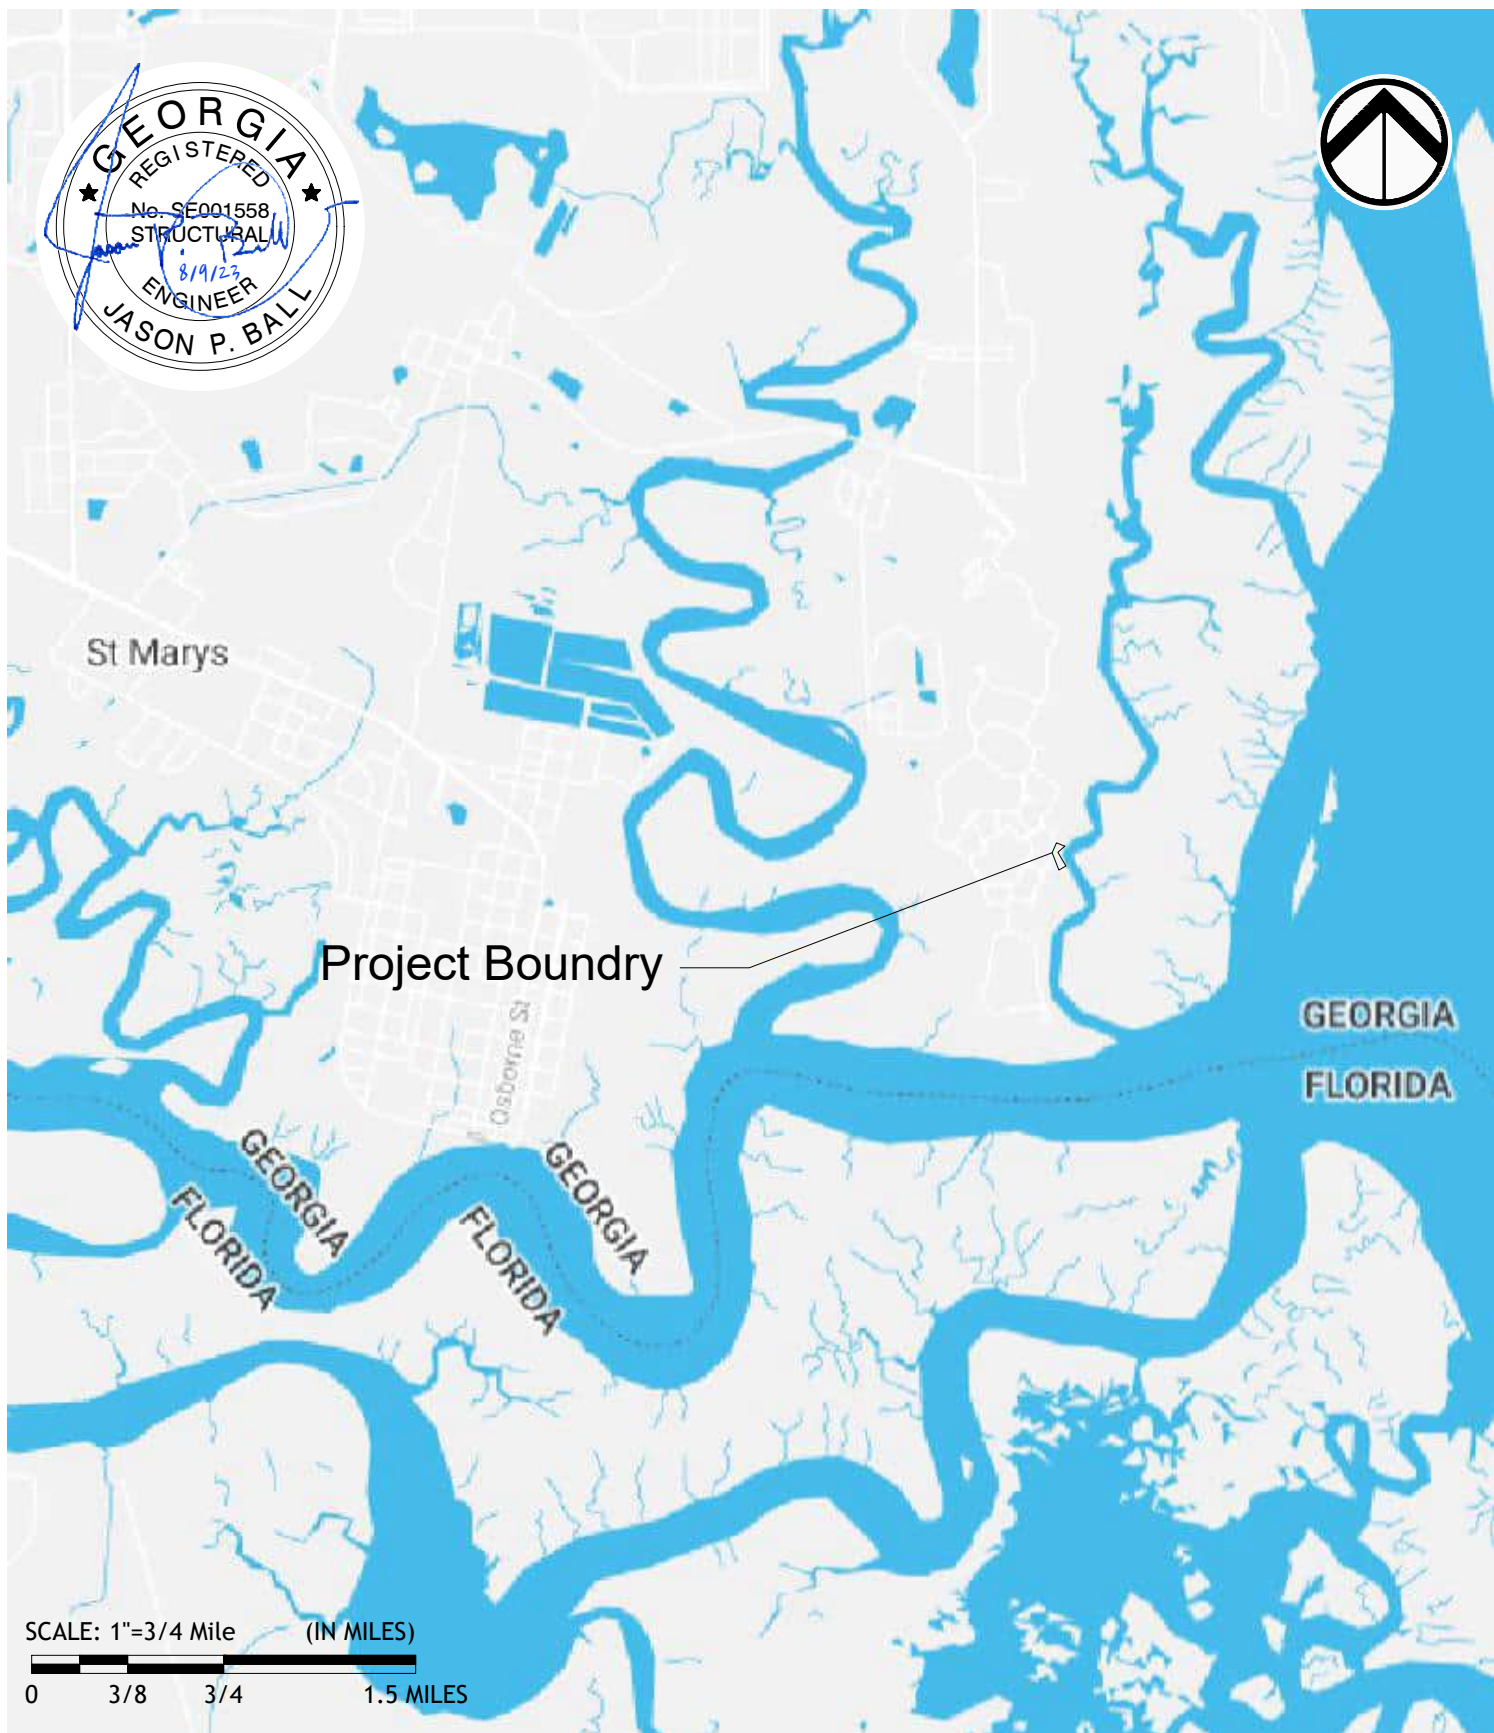 GEORGIA
REGISTERED
No. SE001558
STRUCTURAL
Jason P. Ball
8/9/23
ENGINEER
JASON P. BALL
St Marys
Project Boundry
Osborne St
GEORGIA
FLORIDA
GEORGIA
FLORIDA
GEORGIA
FLORIDA
SCALE: 1"=3/4 Mile (IN MILES)
0 3/8 3/4 1.5 MILES